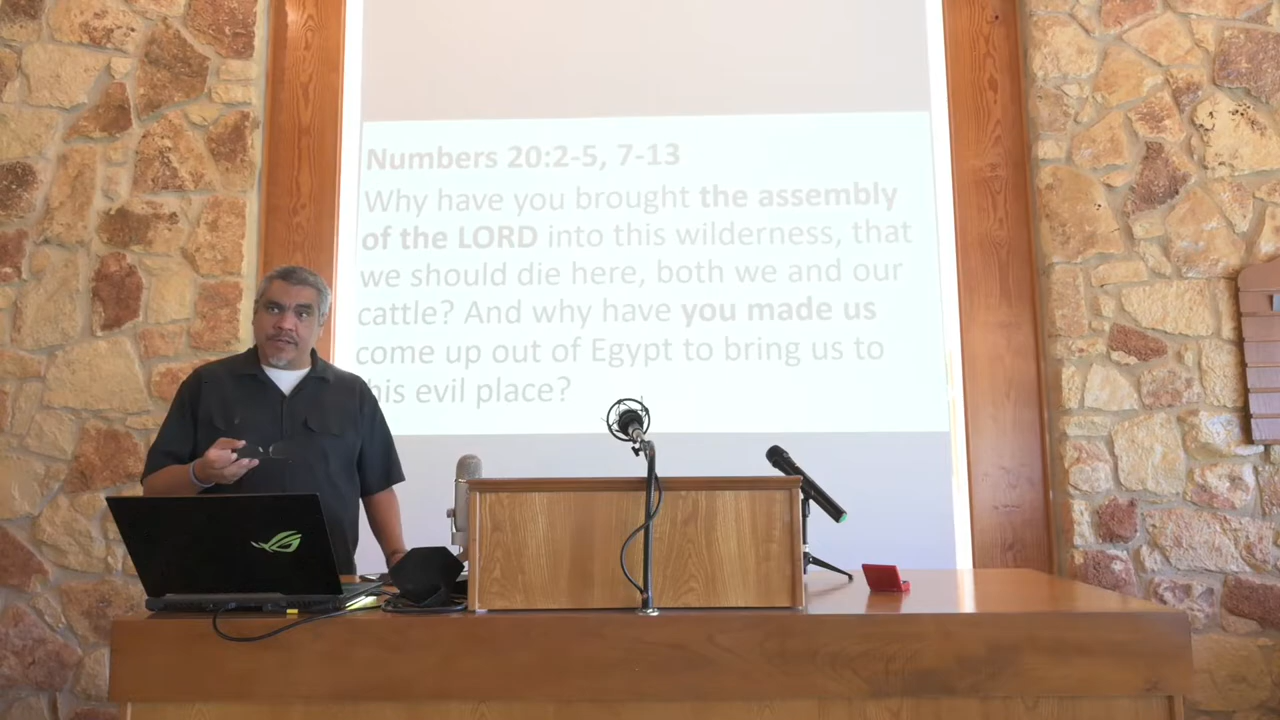 Numbers 20:2-5, 7-13
Why have you brought the assembly
of the LORD into this wilderness, that
we should die here, both we and our
cattle? And why have you made us
come up out of Egypt to bring us to
his evil place?